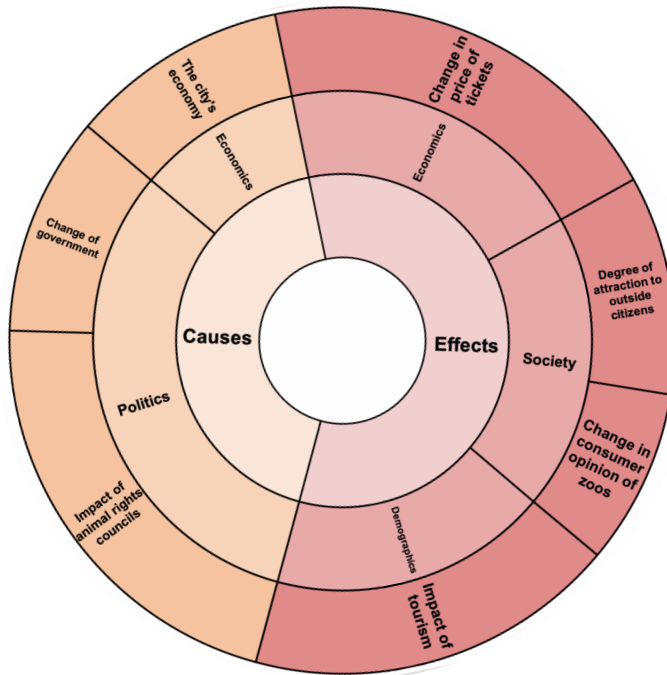 Causes
Economics
The city's
economy
Politics
Change of
government
Impact of
animal rights
councils
Effects
Economics
Change in
price of
tickets
Society
Degree of
attraction to
outside
citizens
Change in
consumer
opinion of
zoos
Demographics
Impact of
tourism